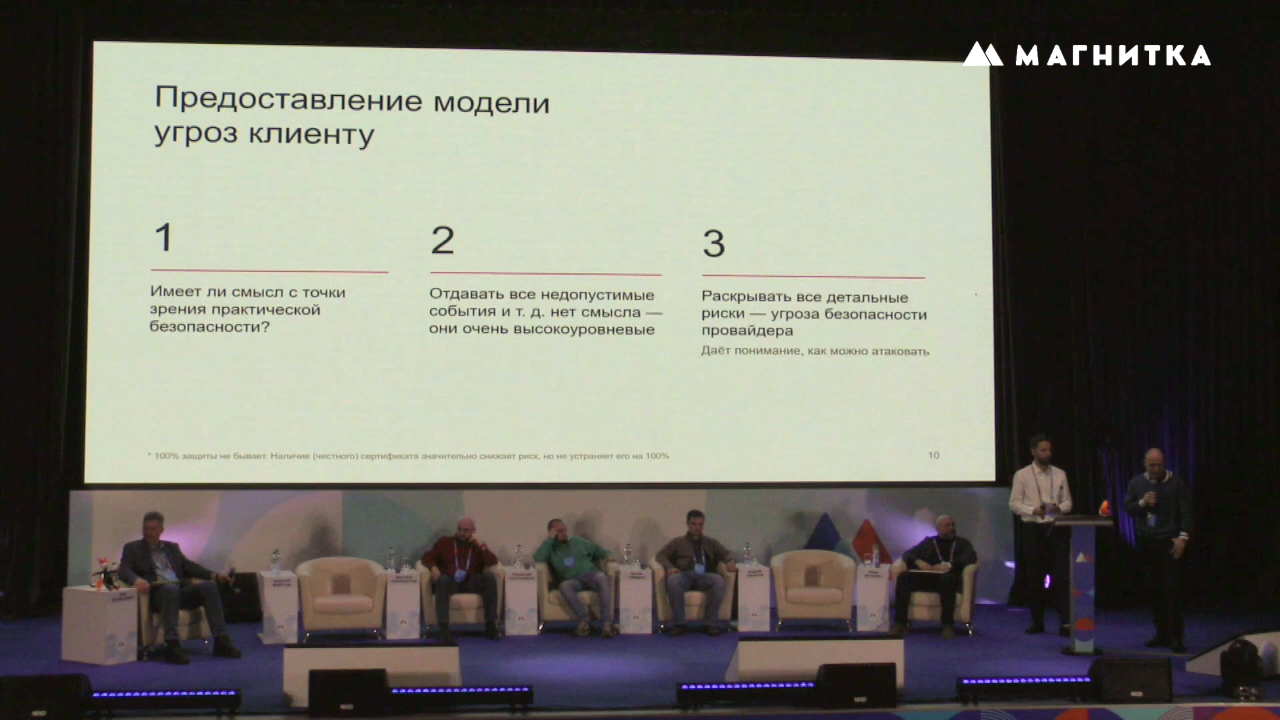 МАГНИТКА
Предоставление модели
угроз клиенту
1
Имеет ли смысл с точки
зрения практической
безопасности?
2
Отдавать все недопустимые
события и т. д. нет смысла —
они очень высокоуровневые
3
Раскрывать все детальные
риски — угроза безопасности
провайдера
Даёт понимание, как можно атаковать
* 100% защиты не бывает. Наличие (честного) сертификата значительно снижает риск, но не устраняет его на 100%
10